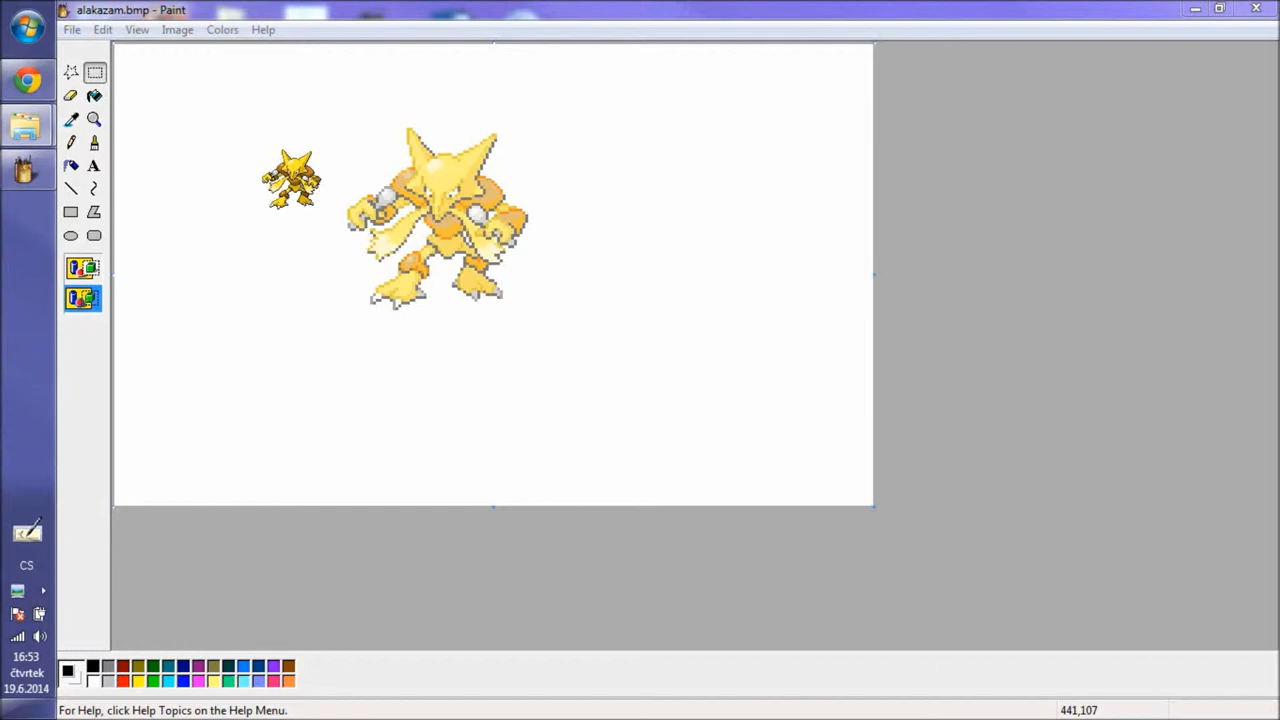 alakazam.bmp - Paint
File Edit View Image Colors Help
CS
16:53
čtvrtek
19.6.2014
For Help, click Help Topics on the Help Menu.
441,107